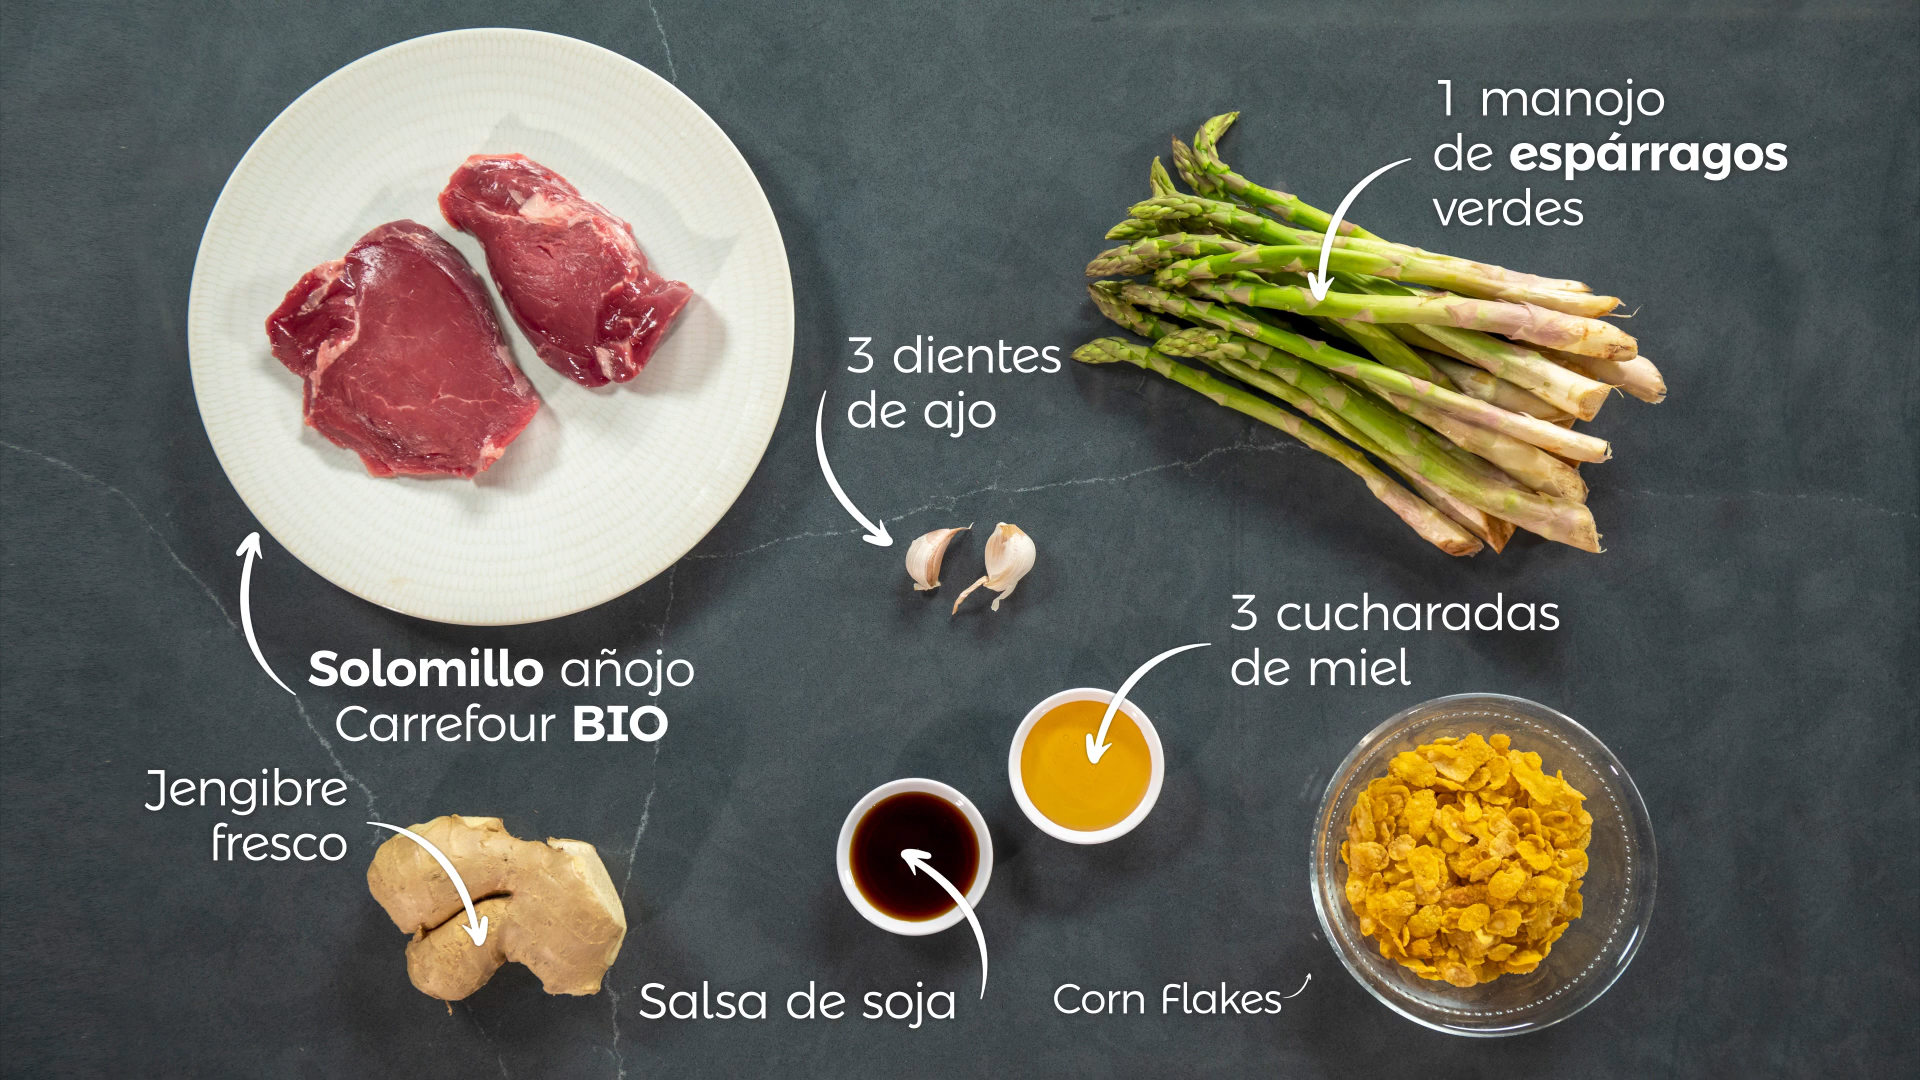 1 manojo
de espárragos
verdes
3 dientes
de ajo
3 cucharadas
de miel
Solomillo añojo
Carrefour BIO
Jengibre
fresco
Salsa de soja
Corn Flakes